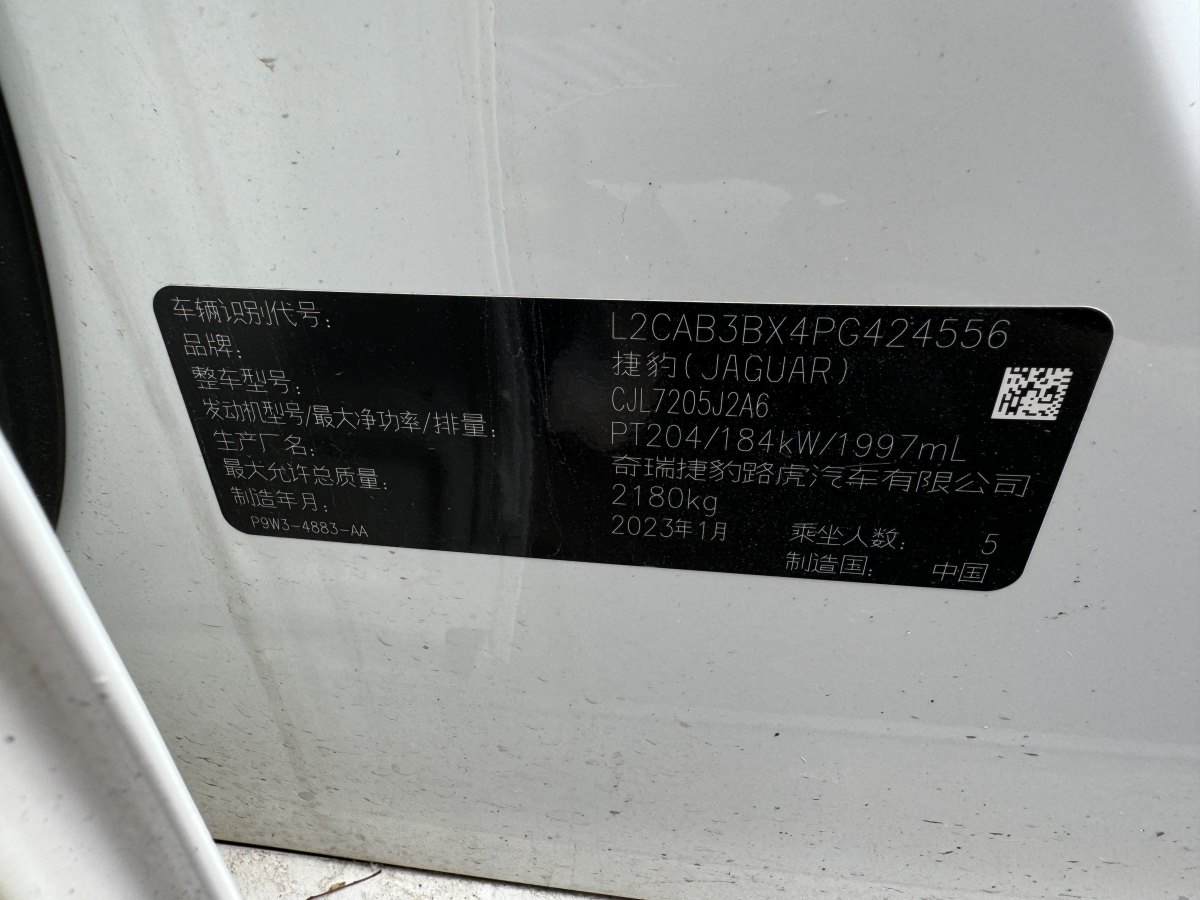 车辆识别代号: L2CAB3BX4PG424556
品牌: 捷豹(JAGUAR)
整车型号: CJL7205J2A6
发动机型号/最大净功率/排量: PT204/184kW/1997mL
生产厂名: 奇瑞捷豹路虎汽车有限公司
最大允许总质量: 2180kg
制造年月: 2023年1月 乘坐人数: 5
P9W3-4883-AA 制造国: 中国